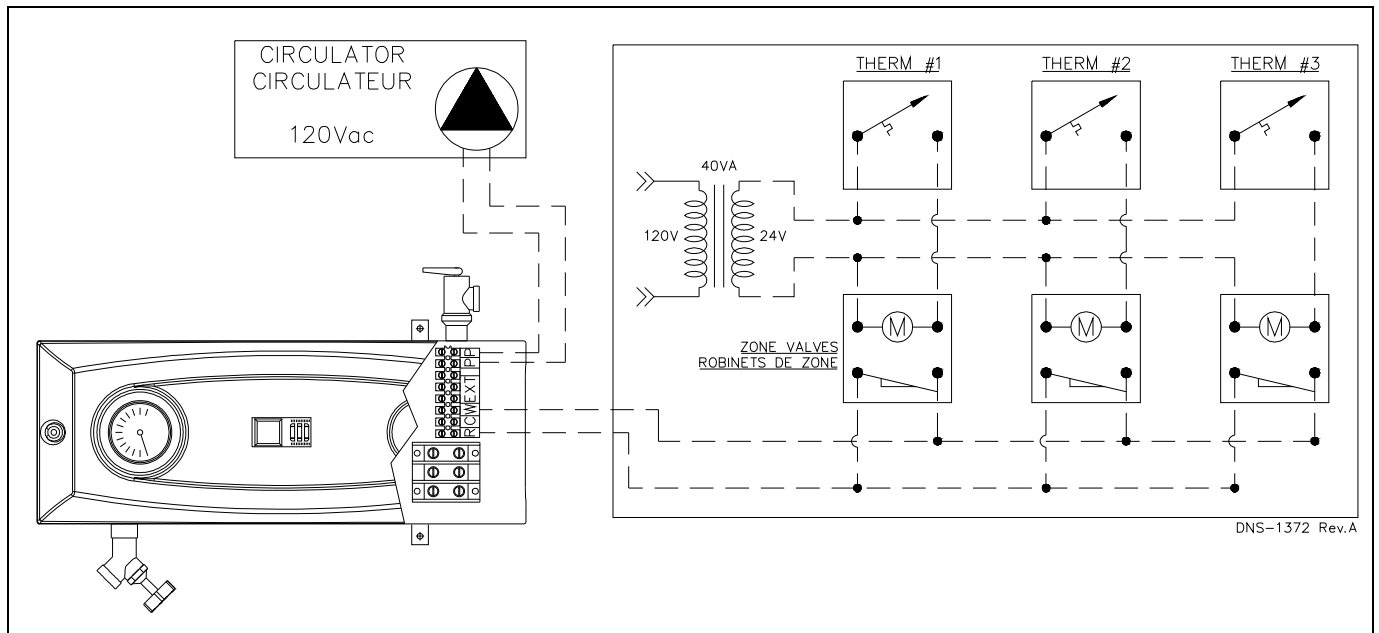 CIRCULATOR
CIRCULATEUR
120Vac
THERM #1
THERM #2
THERM #3
40VA
120V
24V
M
M
M
ZONE VALVES
ROBINETS DE ZONE
RCWEXT PP
DNS-1372 Rev.A